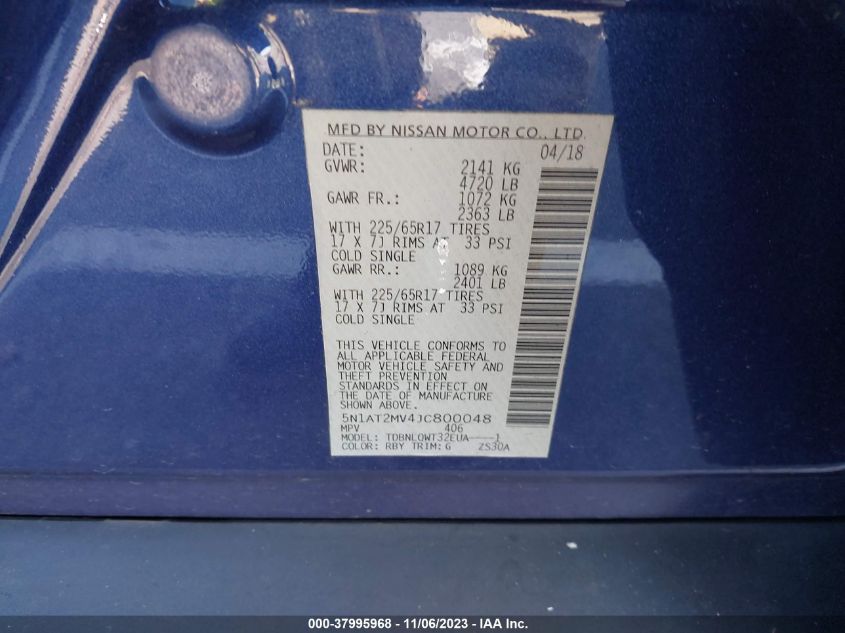 MFD BY NISSAN MOTOR CO., LTD.
DATE: 04/18
GVWR: 2141 KG
4720 LB
GAWR FR.: 1072 KG
2363 LB
WITH 225/65R17 TIRES
17 X 7J RIMS AT 33 PSI
COLD SINGLE
GAWR RR.: 1089 KG
2401 LB
WITH 225/65R17 TIRES
17 X 7J RIMS AT 33 PSI
COLD SINGLE
THIS VEHICLE CONFORMS TO
ALL APPLICABLE FEDERAL
MOTOR VEHICLE SAFETY AND
THEFT PREVENTION
STANDARDS IN EFFECT ON
THE DATE OF MANUFACTURE
SHOWN ABOVE.
5N1AT2MV4JC800048
MPV 406
MODEL: TDBNLQWT32EUA----1
COLOR: RBY TRIM:G ZS30A
000-37995968 - 11/06/2023 - IAA Inc.